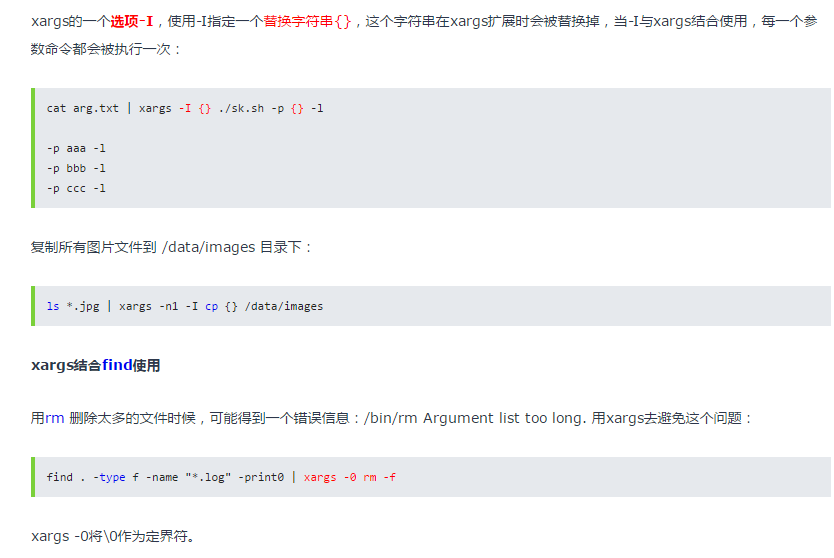 xargs的一个选项-I，使用-I指定一个替换字符串{}，这个字符串在xargs扩展时会被替换掉，当-I与xargs结合使用，每一个参
数命令都会被执行一次：
cat arg.txt | xargs -I {} ./sk.sh -p {} -l
-p aaa -l
-p bbb -l
-p ccc -l
复制所有图片文件到 /data/images 目录下：
ls *.jpg | xargs -n1 -I cp {} /data/images
xargs结合find使用
用rm 删除太多的文件时候，可能得到一个错误信息：/bin/rm Argument list too long. 用xargs去避免这个问题：
find . -type f -name "*.log" -print0 | xargs -0 rm -f
xargs -0将\0作为定界符。